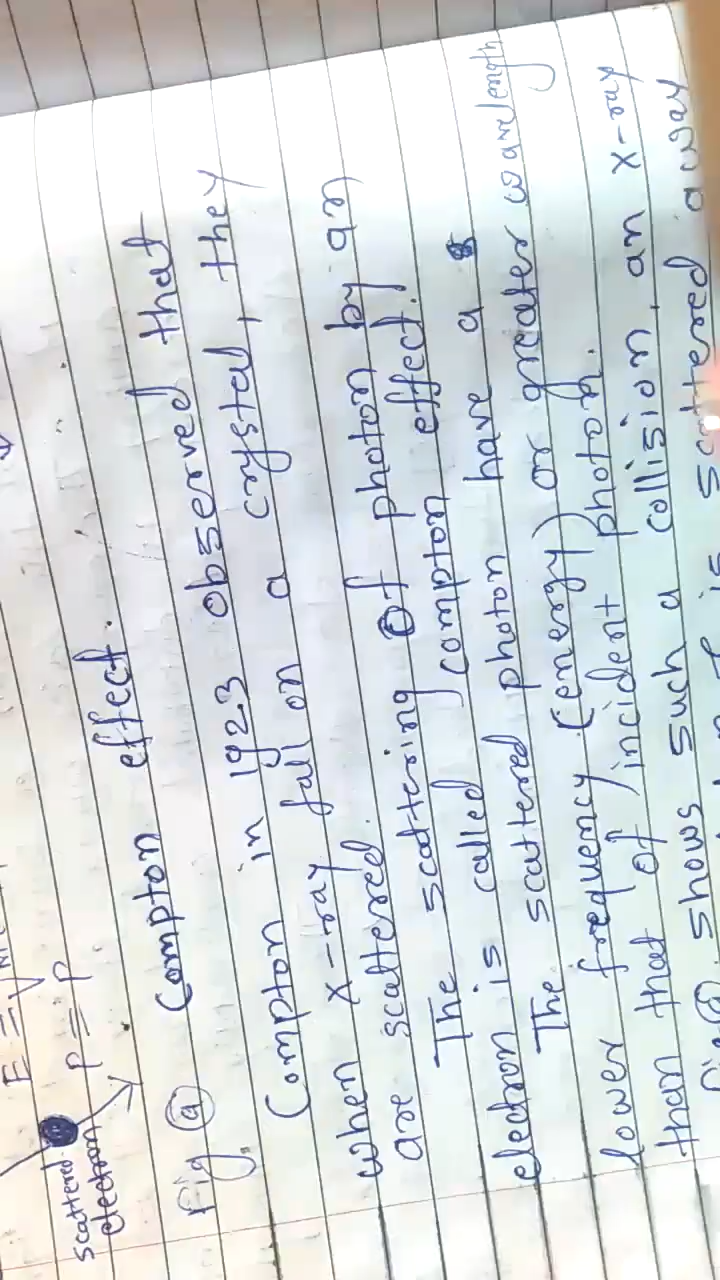 E =
P = P
Scattered
electron
Fig (a) Compton effect.
Compton in 1923 observed that
when x-ray fall on a crystal, they
are scattered.
The scattering of photon by an
electron is called compton effect.
The scattered photon have a
lower frequency (energy) or greater wavelength
than that of incident photon.
Fig (a). shows such a collision, an x-ray
is scattered away